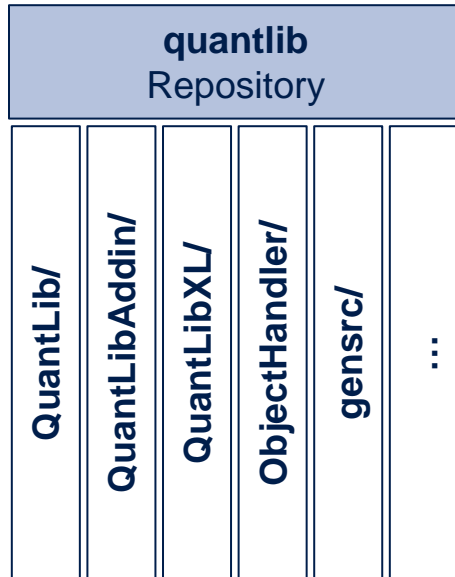 quantlib
Repository
QuantLib/
QuantLibAddin/
QuantLibXL/
ObjectHandler/
gensrc/
...